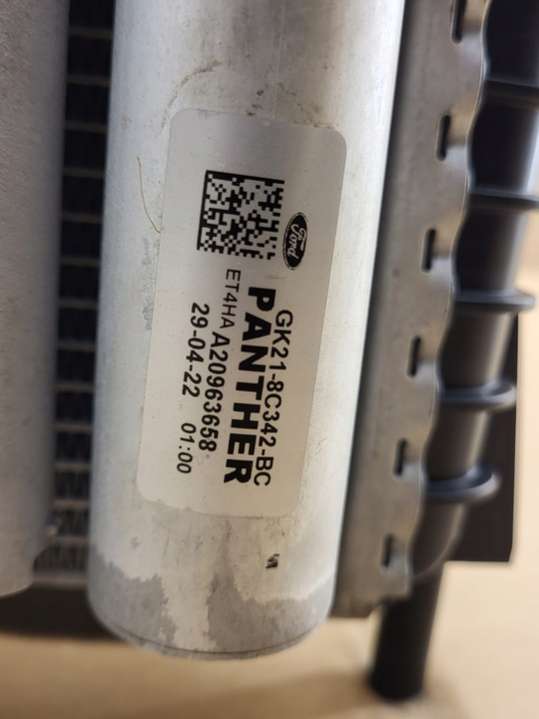 Ford
GK21-8C342-BC
PANTHER
ET4HA A20963658
29-04-22 01:00